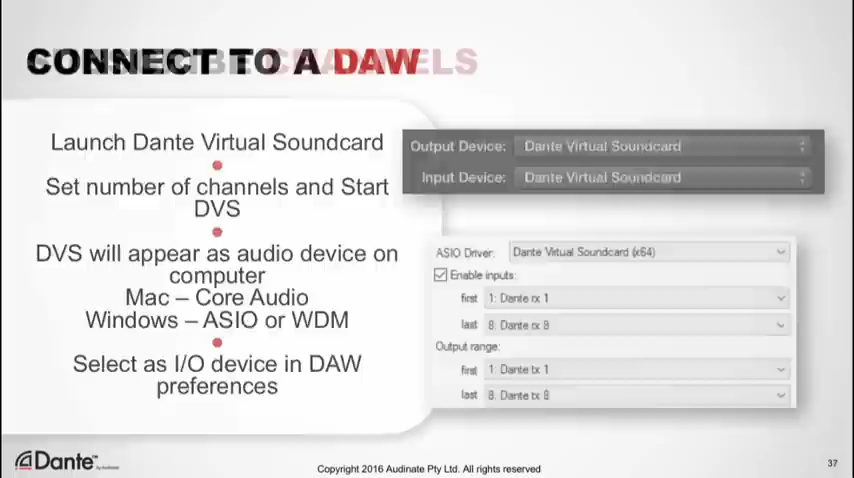 CONNECT TO A DAW
Launch Dante Virtual Soundcard
Set number of channels and Start
DVS
DVS will appear as audio device on
computer
Mac – Core Audio
Windows – ASIO or WDM
Select as I/O device in DAW
preferences
Output Device: Dante Virtual Soundcard
Input Device: Dante Virtual Soundcard
ASIO Driver: Dante Virtual Soundcard (x64)
Enable inputs:
first 1: Dante rx 1
last 8: Dante rx 8
Output range:
first 1: Dante tx 1
last 8: Dante tx 8
Dante™
by Audinate
Copyright 2016 Audinate Pty Ltd. All rights reserved
37